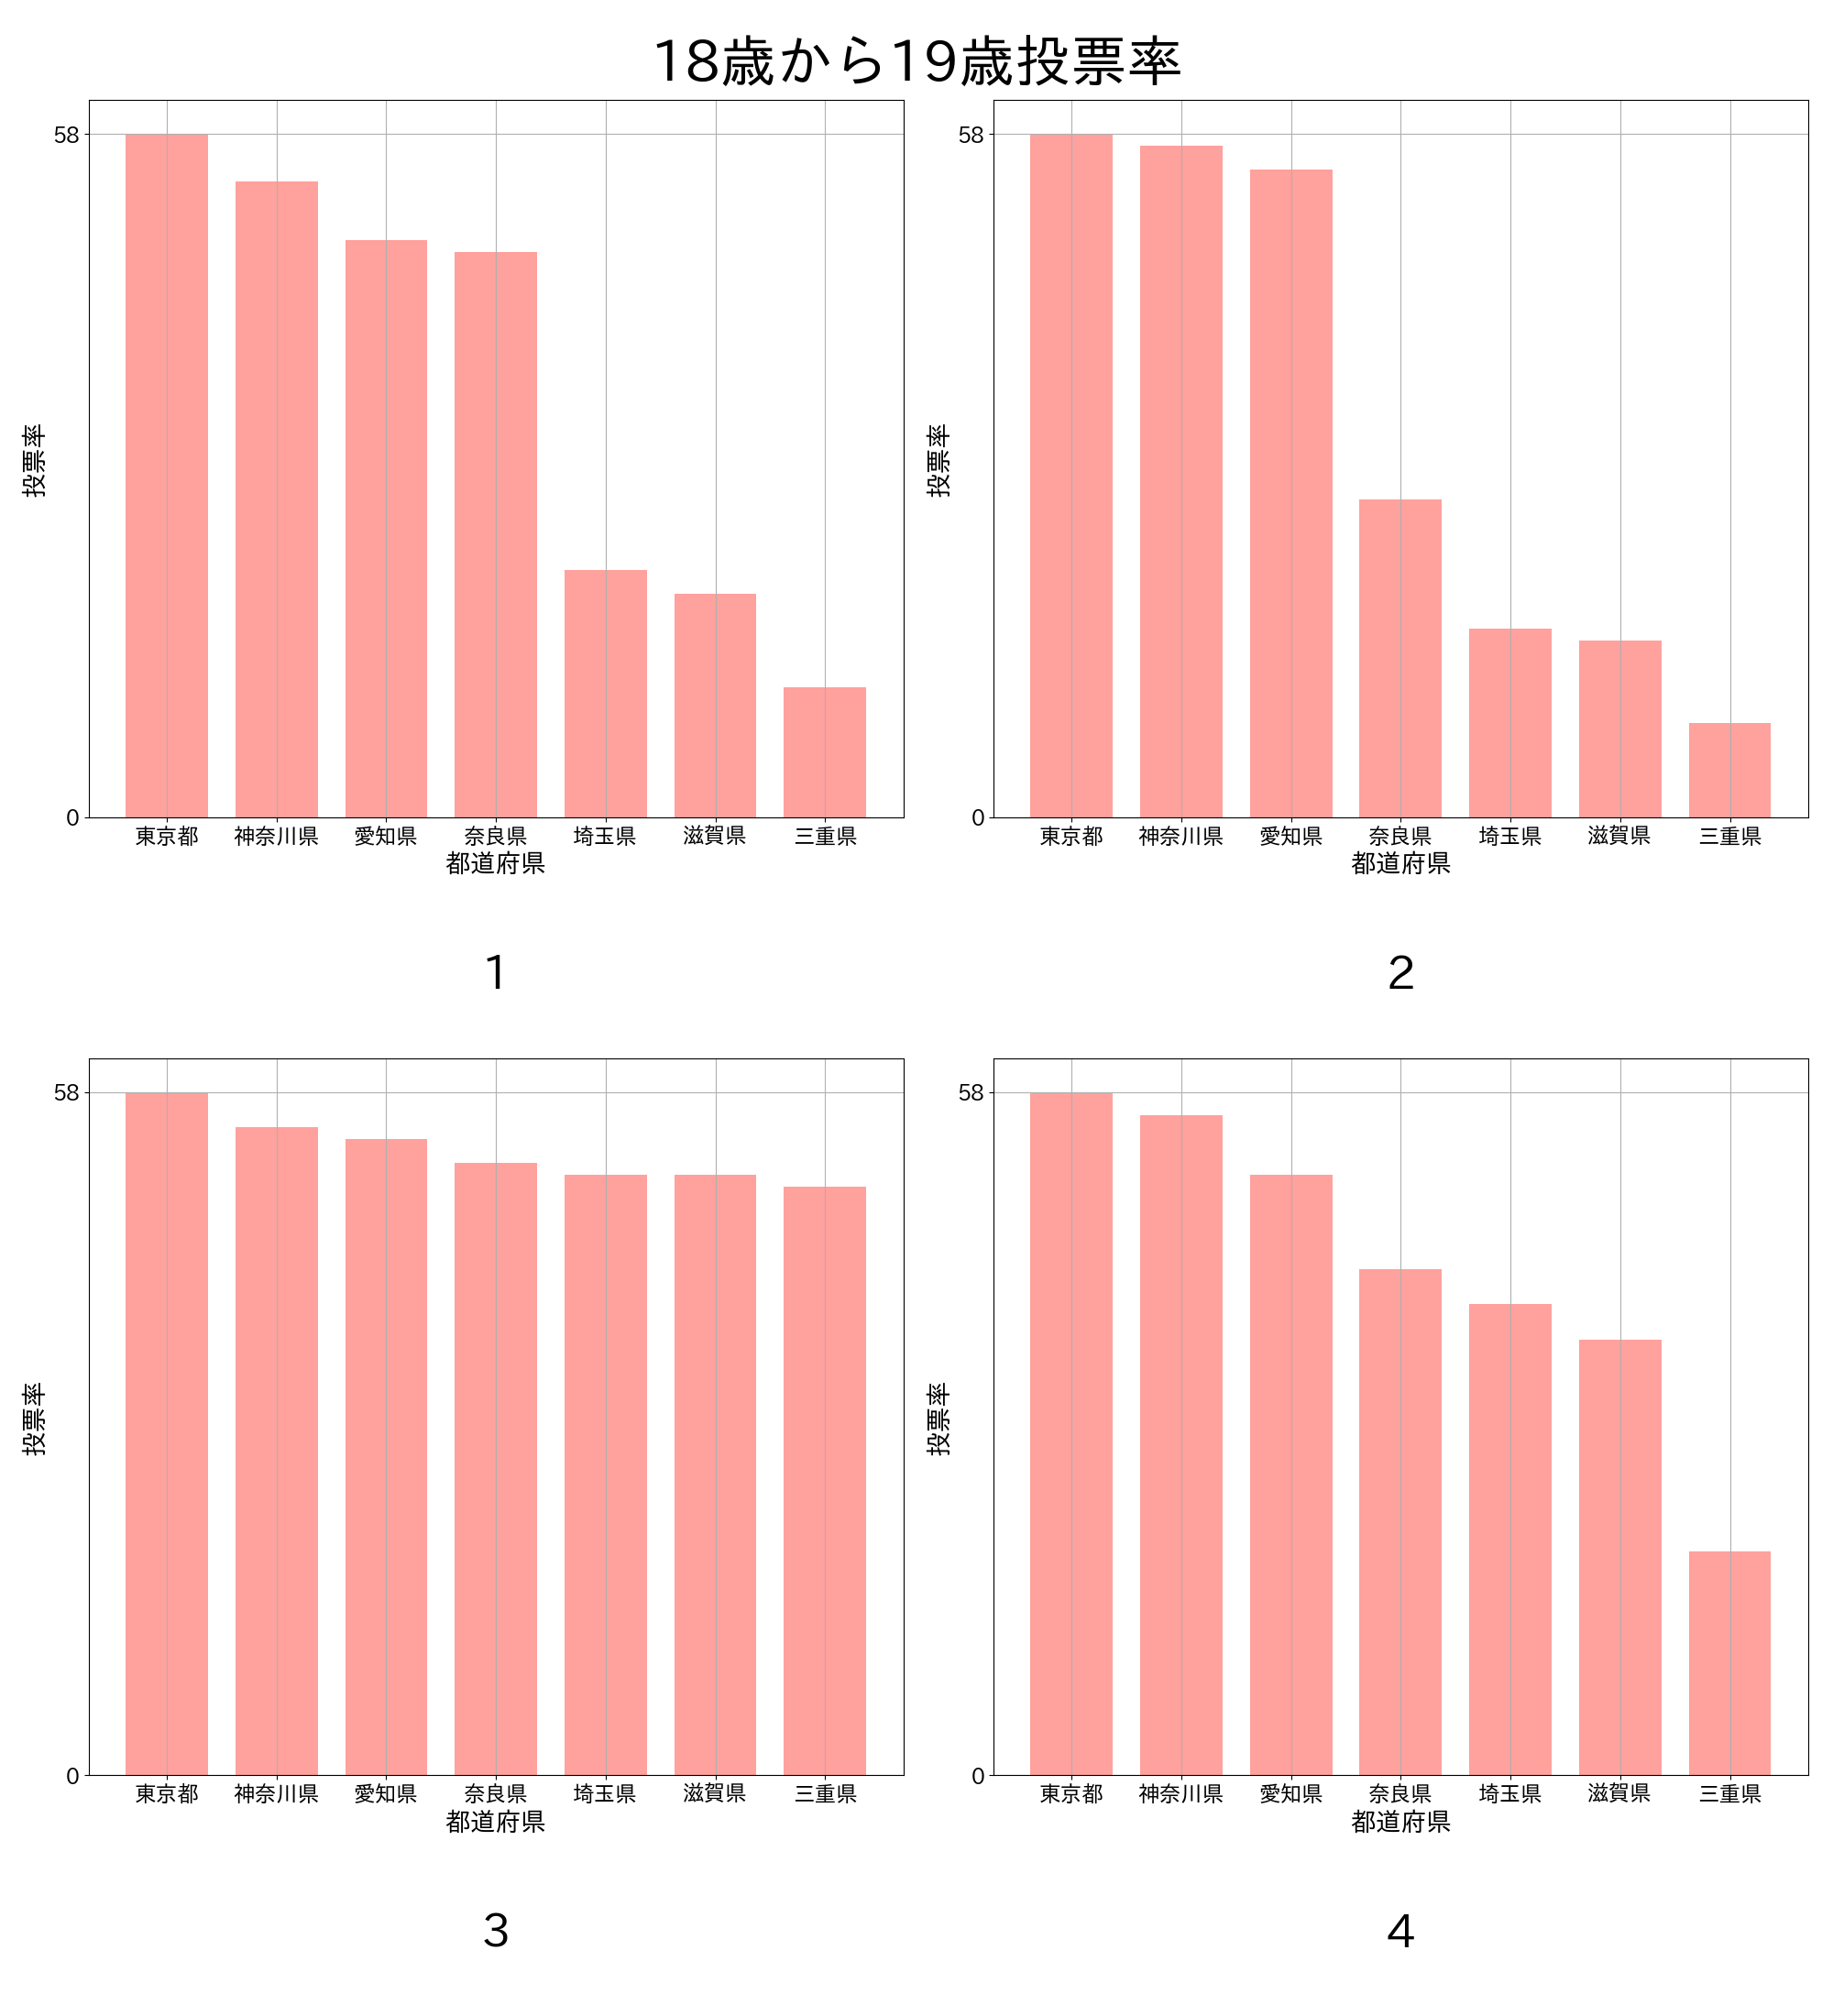 18歳から19歳投票率
58
0
投票率
東京都 神奈川県 愛知県 奈良県 埼玉県 滋賀県 三重県
都道府県
1
58
0
投票率
東京都 神奈川県 愛知県 奈良県 埼玉県 滋賀県 三重県
都道府県
2
58
0
投票率
東京都 神奈川県 愛知県 奈良県 埼玉県 滋賀県 三重県
都道府県
3
58
0
投票率
東京都 神奈川県 愛知県 奈良県 埼玉県 滋賀県 三重県
都道府県
4